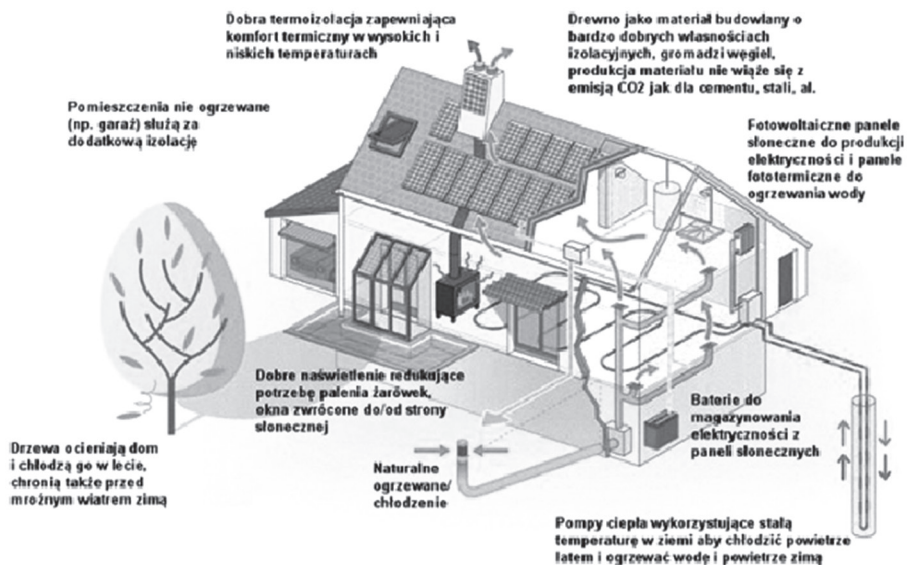 Dobra termoizolacja zapewniająca
komfort termiczny w wysokich i
niskich temperaturach
Drewno jako materiał budowlany o
bardzo dobrych własnościach
izolacyjnych, gromadzi węgiel,
produkcja materiału nie wiąże się z
emisją CO2 jak dla cementu, stali, al.
Pomieszczenia nie ogrzewane
(np. garaż) służą za
dodatkową izolację
Fotowoltaiczne panele
słoneczne do produkcji
elektryczności i panele
fototermiczne do
ogrzewania wody
Dobre naświetlenie redukujące
potrzebę palenia żarówek,
okna zwrócone do/od strony
słonecznej
Baterie do
magazynowania
elektryczności z
paneli słonecznych
Drzewa ocieniają dom
i chłodzą go w lecie,
chronią także przed
mroźnym wiatrem zimą
Naturalne
ogrzewane/
chłodzenie
Pompy ciepła wykorzystujące stałą
temperaturę w ziemi aby chłodzić powietrze
latem i ogrzewać wodę i powietrze zimą